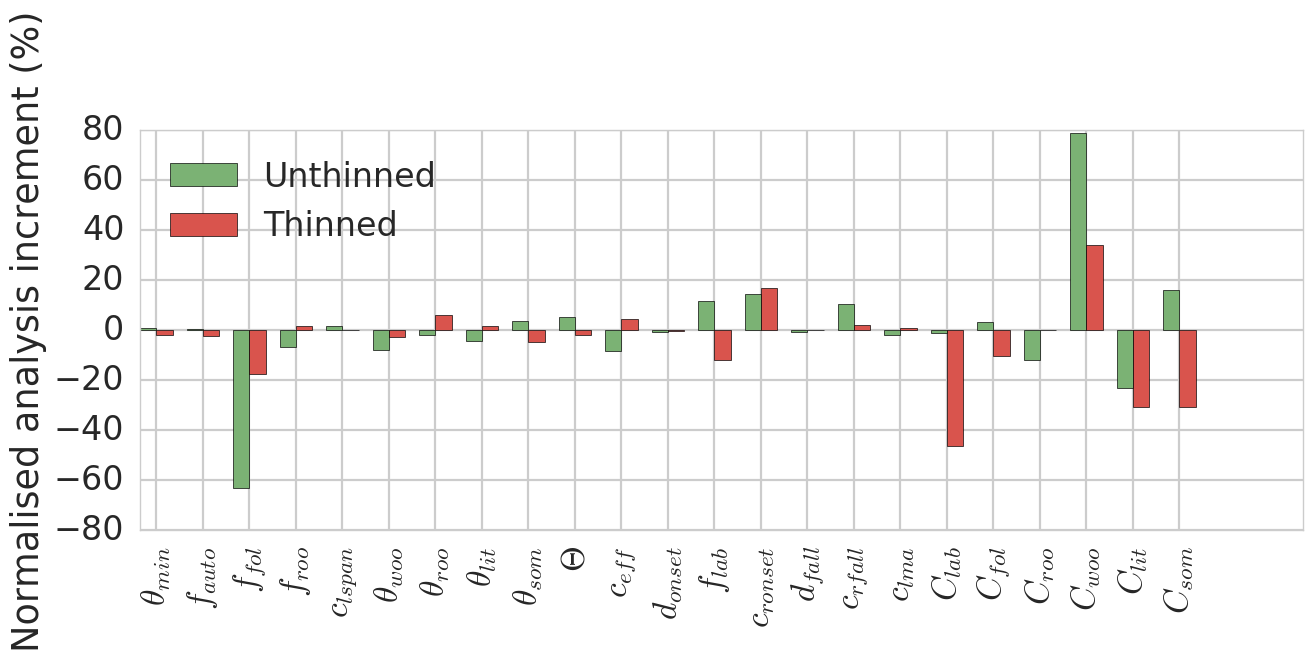 Normalised analysis increment (%)
80
60
40
20
0
−20
−40
−60
−80
Unthinned
Thinned
θmin
fauto
ffol
froo
clspan
θwoo
θroo
θlit
θsom
Θ
ceff
donset
flab
cronset
dfall
crfall
clma
Clab
Cfol
Croo
Cwoo
Clit
Csom